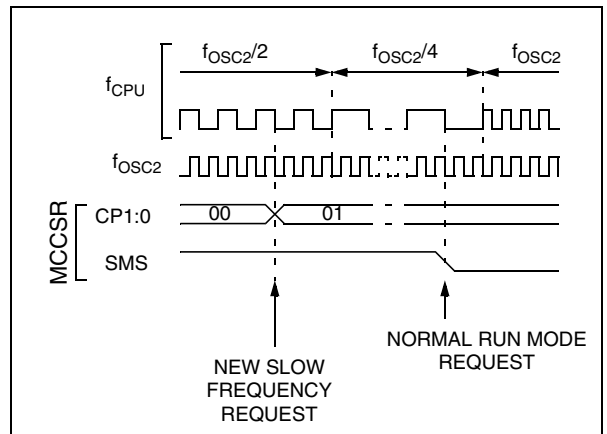 fOSC2/2 fOSC2/4 fOSC2
fCPU
fOSC2
MCCSR
CP1:0 00 01
SMS
NEW SLOW
FREQUENCY
REQUEST
NORMAL RUN MODE
REQUEST